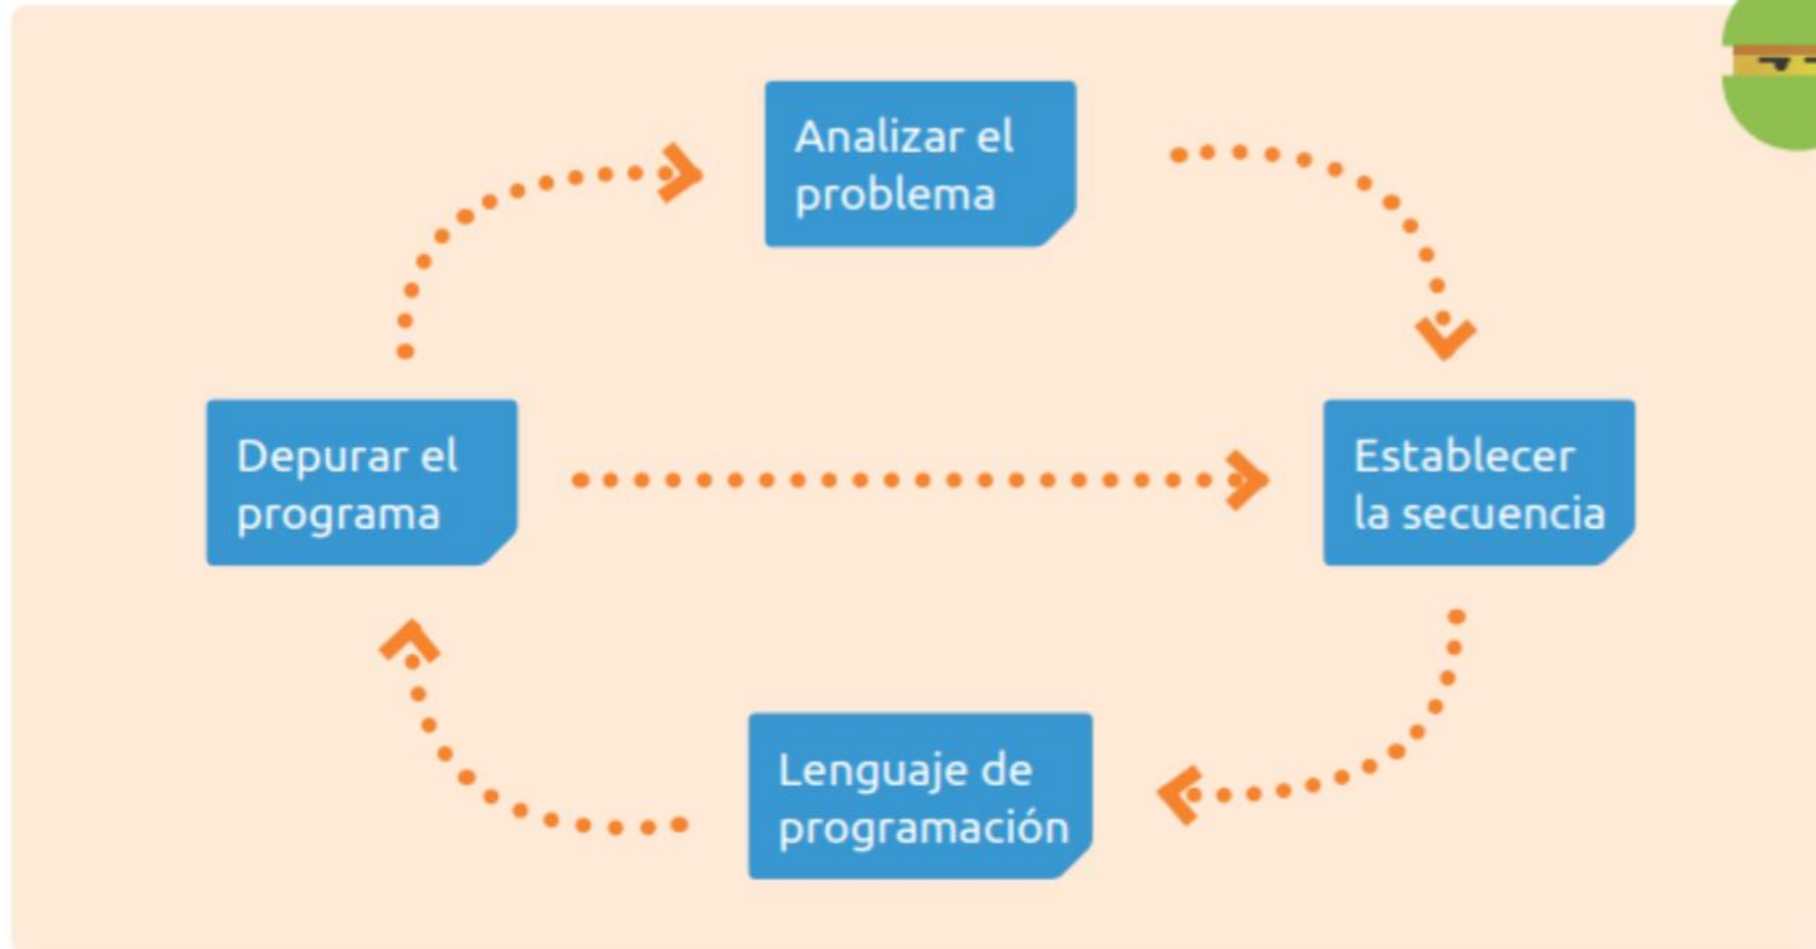 Analizar el
problema
Depurar el
programa
Establecer
la secuencia
Lenguaje de
programación